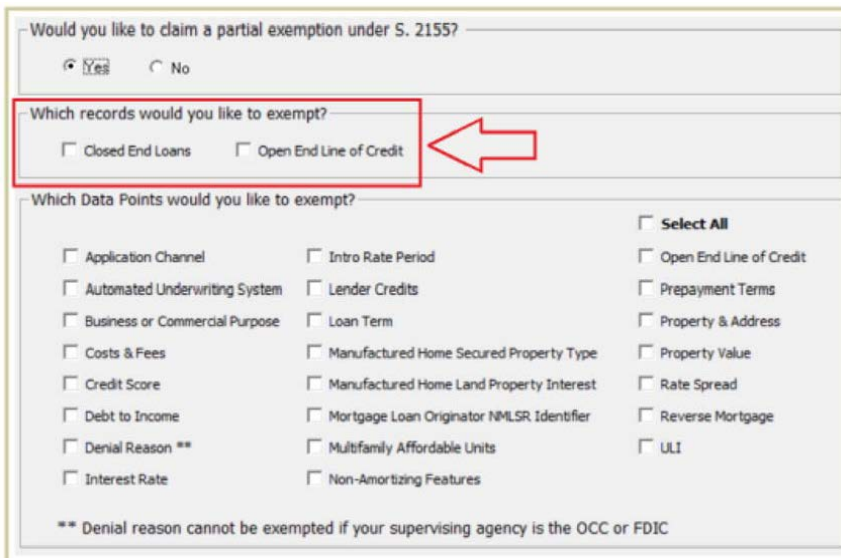 Would you like to claim a partial exemption under S. 2155?
Yes No
Which records would you like to exempt?
Closed End Loans Open End Line of Credit
Which Data Points would you like to exempt?
Select All
Application Channel Intro Rate Period Open End Line of Credit
Automated Underwriting System Lender Credits Prepayment Terms
Business or Commercial Purpose Loan Term Property & Address
Costs & Fees Manufactured Home Secured Property Type Property Value
Credit Score Manufactured Home Land Property Interest Rate Spread
Debt to Income Mortgage Loan Originator NMLSR Identifier Reverse Mortgage
Denial Reason ** Multifamily Affordable Units ULI
Interest Rate Non-Amortizing Features
** Denial reason cannot be exempted if your supervising agency is the OCC or FDIC